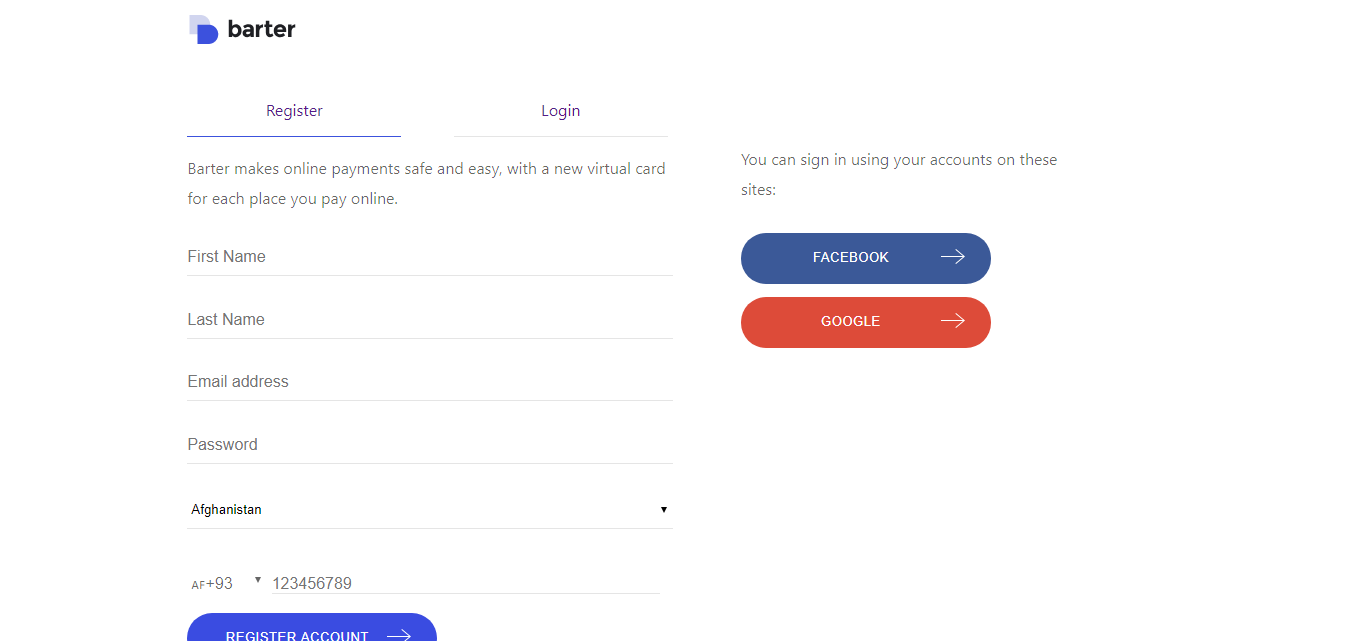 barter
Register
Login
Barter makes online payments safe and easy, with a new virtual card
for each place you pay online.
First Name
Last Name
Email address
Password
Afghanistan
AF+93
123456789
REGISTER ACCOUNT
You can sign in using your accounts on these
sites:
FACEBOOK
GOOGLE